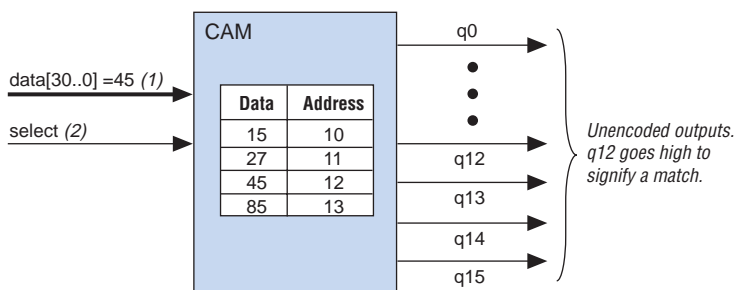 CAM
data[30..0] =45 (1)
select (2)
Data Address
15 10
27 11
45 12
85 13
q0
q12
q13
q14
q15
Unencoded outputs.
q12 goes high to
signify a match.